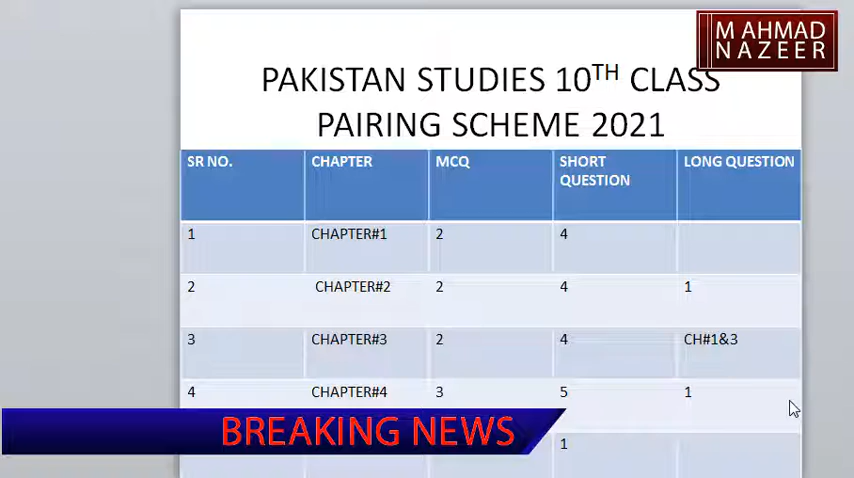 M AHMAD
NAZEER
PAKISTAN STUDIES 10TH CLASS
PAIRING SCHEME 2021
SR NO. CHAPTER MCQ SHORT QUESTION LONG QUESTION
1 CHAPTER#1 2 4
2 CHAPTER#2 2 4 1
3 CHAPTER#3 2 4 CH#1&3
4 CHAPTER#4 3 5 1
BREAKING NEWS
1